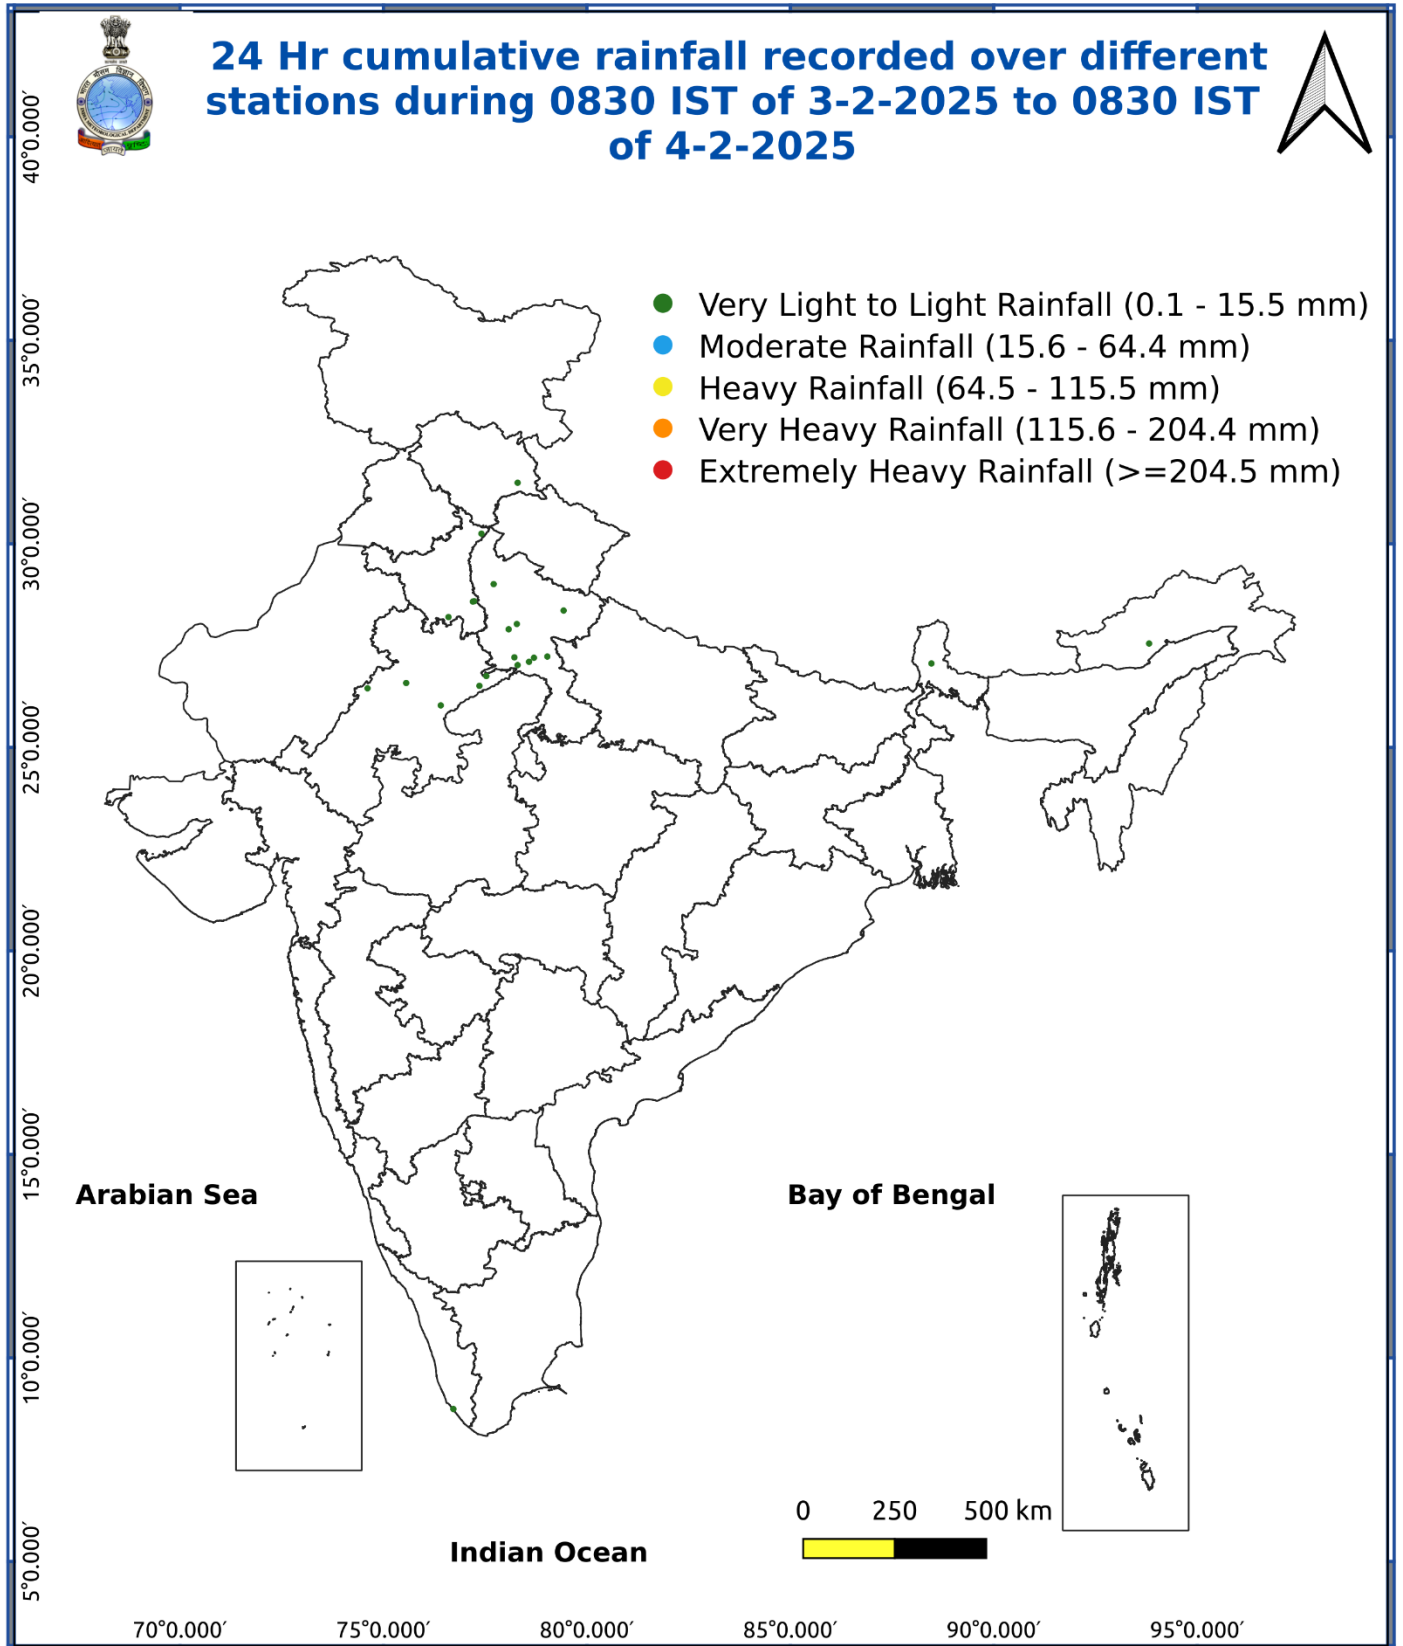 24 Hr cumulative rainfall recorded over different
stations during 0830 IST of 3-2-2025 to 0830 IST
of 4-2-2025
Very Light to Light Rainfall (0.1 - 15.5 mm)
Moderate Rainfall (15.6 - 64.4 mm)
Heavy Rainfall (64.5 - 115.5 mm)
Very Heavy Rainfall (115.6 - 204.4 mm)
Extremely Heavy Rainfall (>=204.5 mm)
40°0.000′
35°0.000′
30°0.000′
25°0.000′
20°0.000′
15°0.000′
10°0.000′
5°0.000′
Arabian Sea
Bay of Bengal
Indian Ocean
0 250 500 km
70°0.000′ 75°0.000′ 80°0.000′ 85°0.000′ 90°0.000′ 95°0.000′